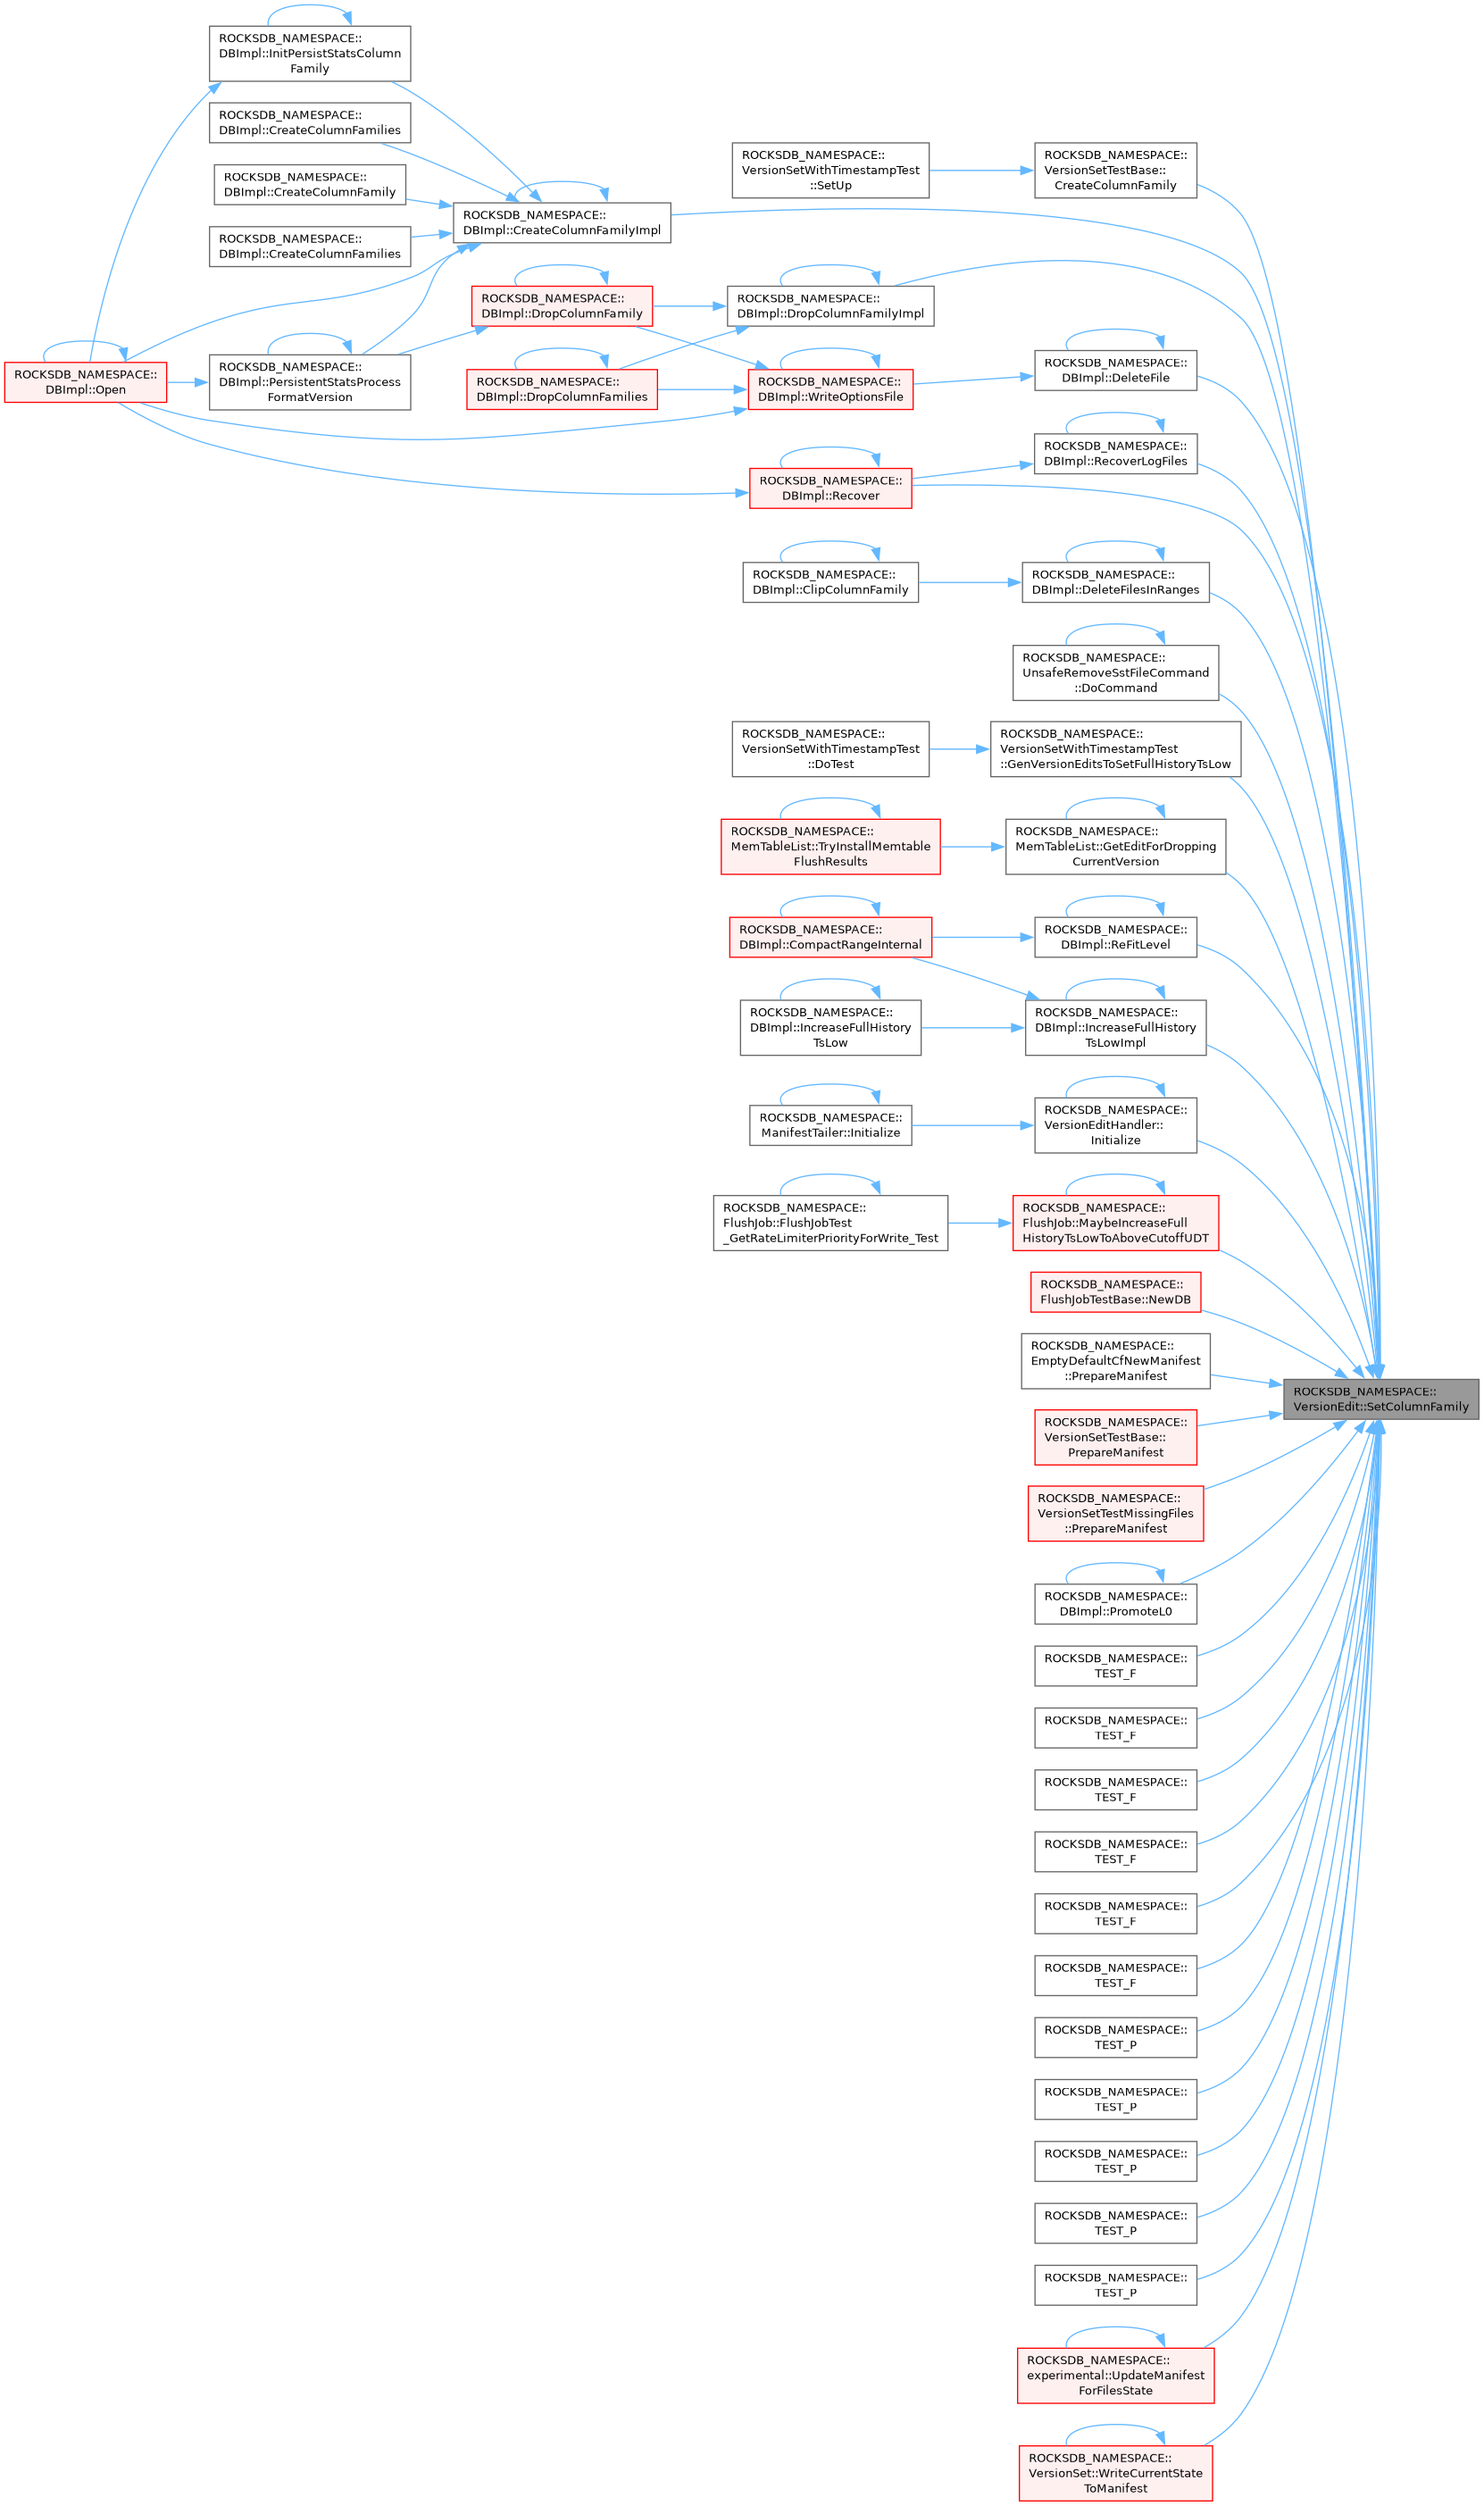 ROCKSDB_NAMESPACE::
DBImpl::InitPersistStatsColumn
Family
ROCKSDB_NAMESPACE::
DBImpl::CreateColumnFamilies
ROCKSDB_NAMESPACE::
DBImpl::CreateColumnFamily
ROCKSDB_NAMESPACE::
DBImpl::CreateColumnFamilies
ROCKSDB_NAMESPACE::
DBImpl::Open
ROCKSDB_NAMESPACE::
DBImpl::PersistentStatsProcess
FormatVersion
ROCKSDB_NAMESPACE::
DBImpl::CreateColumnFamilyImpl
ROCKSDB_NAMESPACE::
DBImpl::DropColumnFamily
ROCKSDB_NAMESPACE::
DBImpl::DropColumnFamilies
ROCKSDB_NAMESPACE::
VersionSetWithTimestampTest
::SetUp
ROCKSDB_NAMESPACE::
VersionSetTestBase::
CreateColumnFamily
ROCKSDB_NAMESPACE::
DBImpl::DropColumnFamilyImpl
ROCKSDB_NAMESPACE::
DBImpl::WriteOptionsFile
ROCKSDB_NAMESPACE::
DBImpl::DeleteFile
ROCKSDB_NAMESPACE::
DBImpl::RecoverLogFiles
ROCKSDB_NAMESPACE::
DBImpl::Recover
ROCKSDB_NAMESPACE::
DBImpl::ClipColumnFamily
ROCKSDB_NAMESPACE::
DBImpl::DeleteFilesInRanges
ROCKSDB_NAMESPACE::
UnsafeRemoveSstFileCommand
::DoCommand
ROCKSDB_NAMESPACE::
VersionSetWithTimestampTest
::DoTest
ROCKSDB_NAMESPACE::
VersionSetWithTimestampTest
::GenVersionEditsToSetFullHistoryTsLow
ROCKSDB_NAMESPACE::
MemTableList::TryInstallMemtable
FlushResults
ROCKSDB_NAMESPACE::
MemTableList::GetEditForDropping
CurrentVersion
ROCKSDB_NAMESPACE::
DBImpl::CompactRangeInternal
ROCKSDB_NAMESPACE::
DBImpl::ReFitLevel
ROCKSDB_NAMESPACE::
DBImpl::IncreaseFullHistory
TsLow
ROCKSDB_NAMESPACE::
DBImpl::IncreaseFullHistory
TsLowImpl
ROCKSDB_NAMESPACE::
ManifestTailer::Initialize
ROCKSDB_NAMESPACE::
VersionEditHandler::
Initialize
ROCKSDB_NAMESPACE::
FlushJob::FlushJobTest
_GetRateLimiterPriorityForWrite_Test
ROCKSDB_NAMESPACE::
FlushJob::MaybeIncreaseFull
HistoryTsLowToAboveCutoffUDT
ROCKSDB_NAMESPACE::
FlushJobTestBase::NewDB
ROCKSDB_NAMESPACE::
EmptyDefaultCfNewManifest
::PrepareManifest
ROCKSDB_NAMESPACE::
VersionEdit::SetColumnFamily
ROCKSDB_NAMESPACE::
VersionSetTestBase::
PrepareManifest
ROCKSDB_NAMESPACE::
VersionSetTestMissingFiles
::PrepareManifest
ROCKSDB_NAMESPACE::
DBImpl::PromoteL0
ROCKSDB_NAMESPACE::
TEST_F
ROCKSDB_NAMESPACE::
TEST_F
ROCKSDB_NAMESPACE::
TEST_F
ROCKSDB_NAMESPACE::
TEST_F
ROCKSDB_NAMESPACE::
TEST_F
ROCKSDB_NAMESPACE::
TEST_F
ROCKSDB_NAMESPACE::
TEST_P
ROCKSDB_NAMESPACE::
TEST_P
ROCKSDB_NAMESPACE::
TEST_P
ROCKSDB_NAMESPACE::
TEST_P
ROCKSDB_NAMESPACE::
TEST_P
ROCKSDB_NAMESPACE::
experimental::UpdateManifest
ForFilesState
ROCKSDB_NAMESPACE::
VersionSet::WriteCurrentState
ToManifest